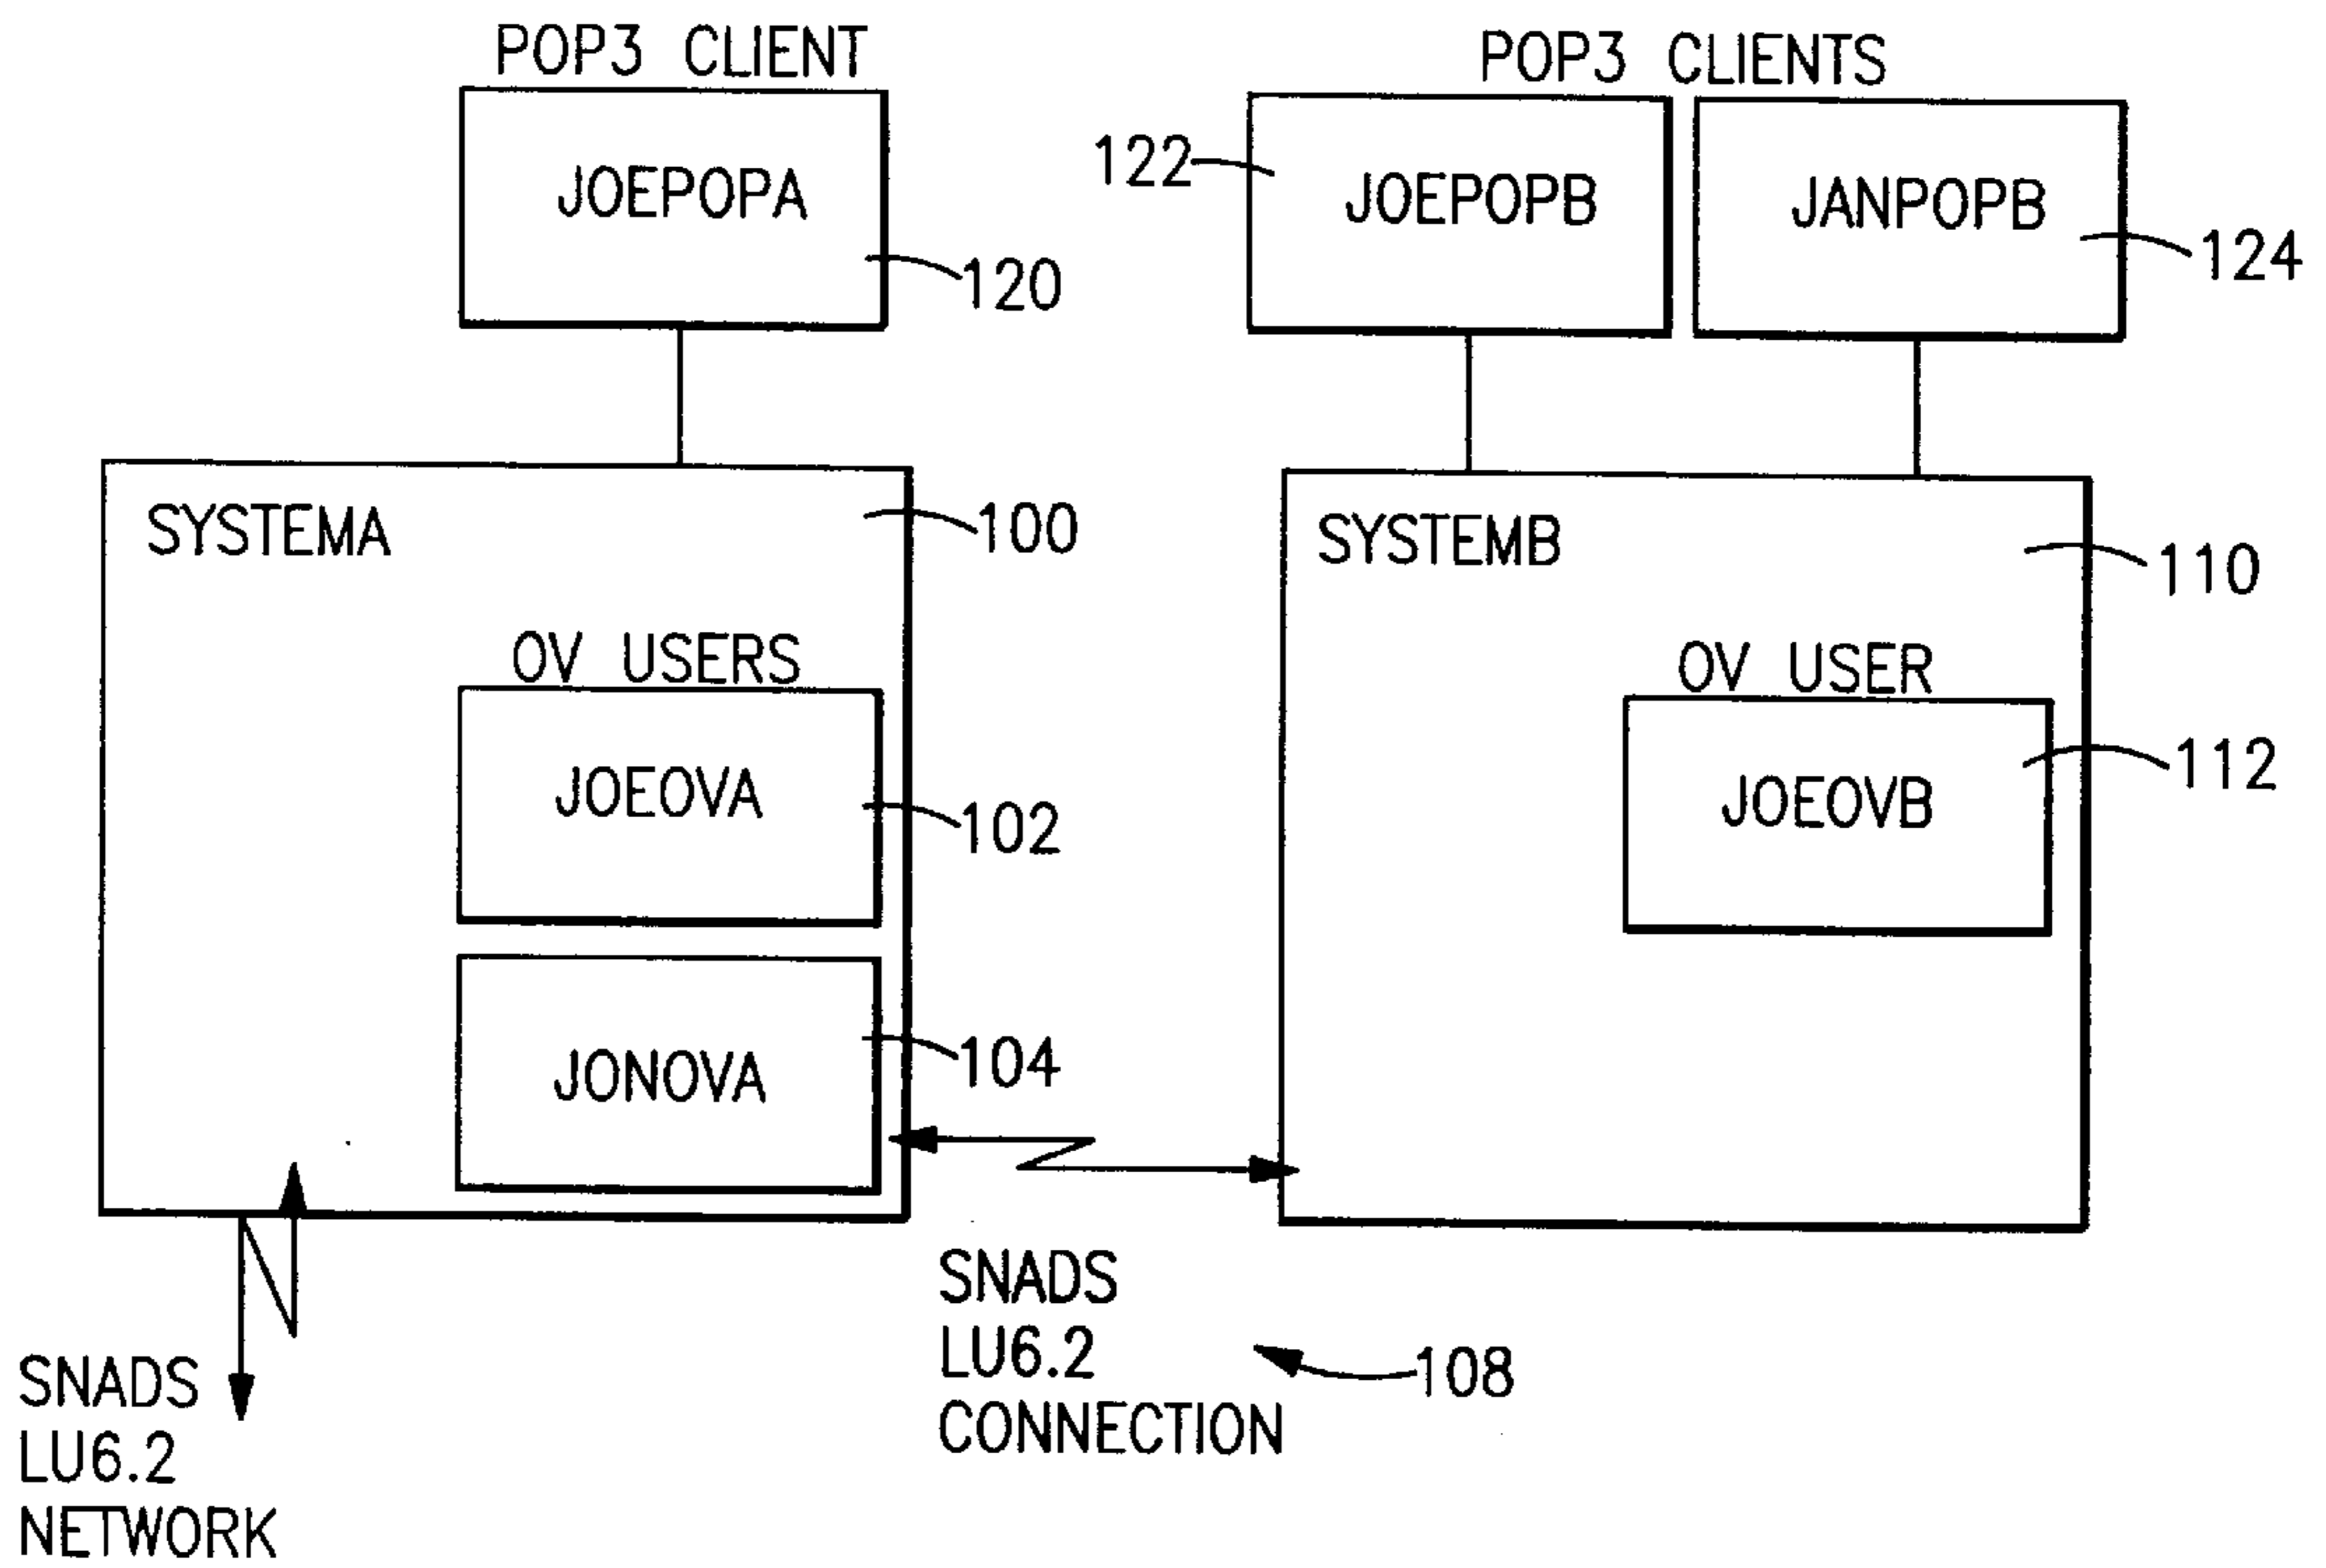 POP3 CLIENT
JOEPOPA
120
POP3 CLIENTS
122
JOEPOPB
JANPOPB
124
SYSTEMA
100
OV USERS
JOEOVA
102
JONOVA
104
SYSTEMB
110
OV USER
JOEOVB
112
SNADS
LU6.2
CONNECTION
108
SNADS
LU6.2
NETWORK